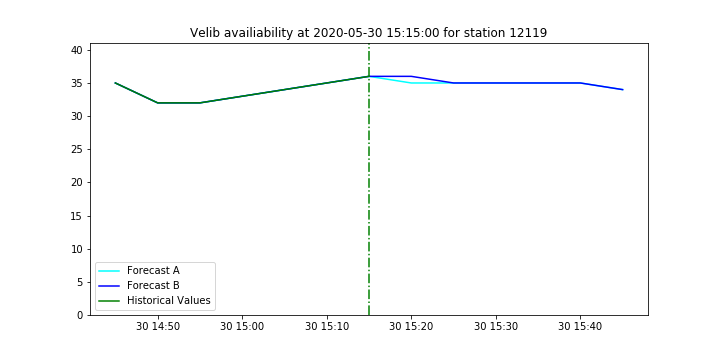 Velib availiability at 2020-05-30 15:15:00 for station 12119
40
35
30
25
20
15
10
5
0
Forecast A
Forecast B
Historical Values
30 14:50 30 15:00 30 15:10 30 15:20 30 15:30 30 15:40